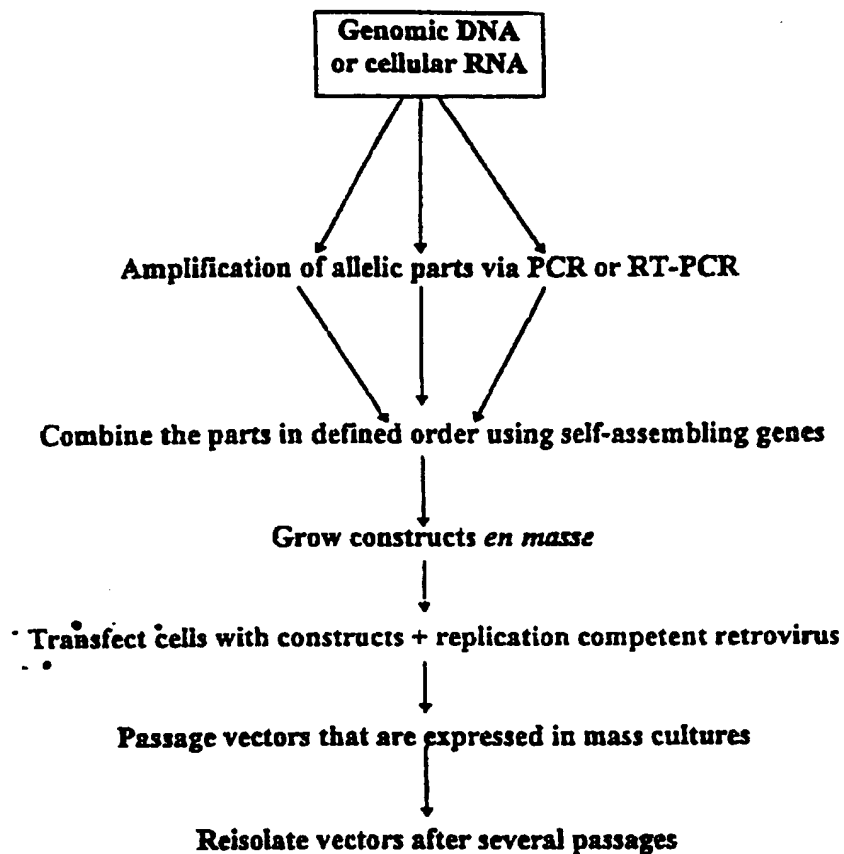 Genomic DNA
or cellular RNA
Amplification of allelic parts via PCR or RT-PCR
Combine the parts in defined order using self-assembling genes
Grow constructs en masse
Transfect cells with constructs + replication competent retrovirus
Passage vectors that are expressed in mass cultures
Reisolate vectors after several passages